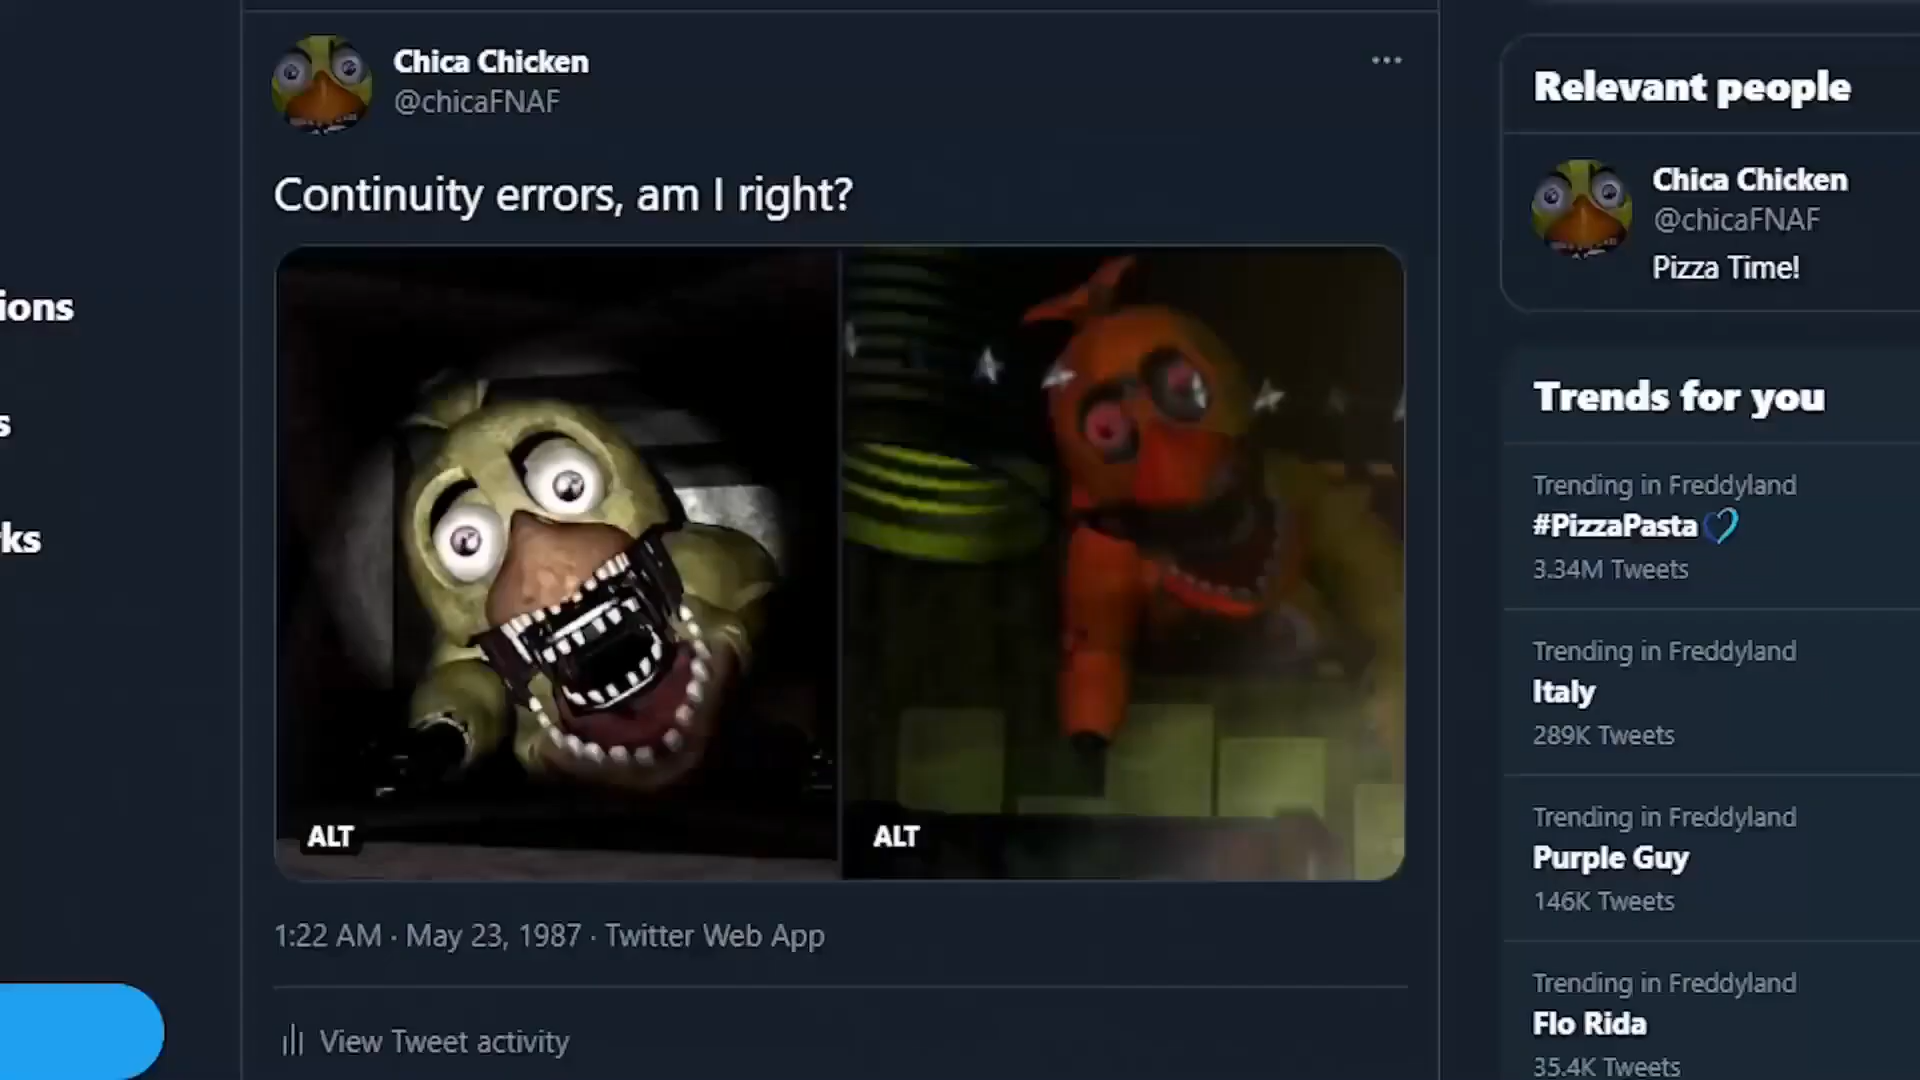 Chica Chicken
@chicaFNAF
Continuity errors, am I right?
ALT
ALT
1:22 AM · May 23, 1987 · Twitter Web App
View Tweet activity
ions
s
ks
Relevant people
Chica Chicken
@chicaFNAF
Pizza Time!
Trends for you
Trending in Freddyland
#PizzaPasta
3.34M Tweets
Trending in Freddyland
Italy
289K Tweets
Trending in Freddyland
Purple Guy
146K Tweets
Trending in Freddyland
Flo Rida
35.4K Tweets